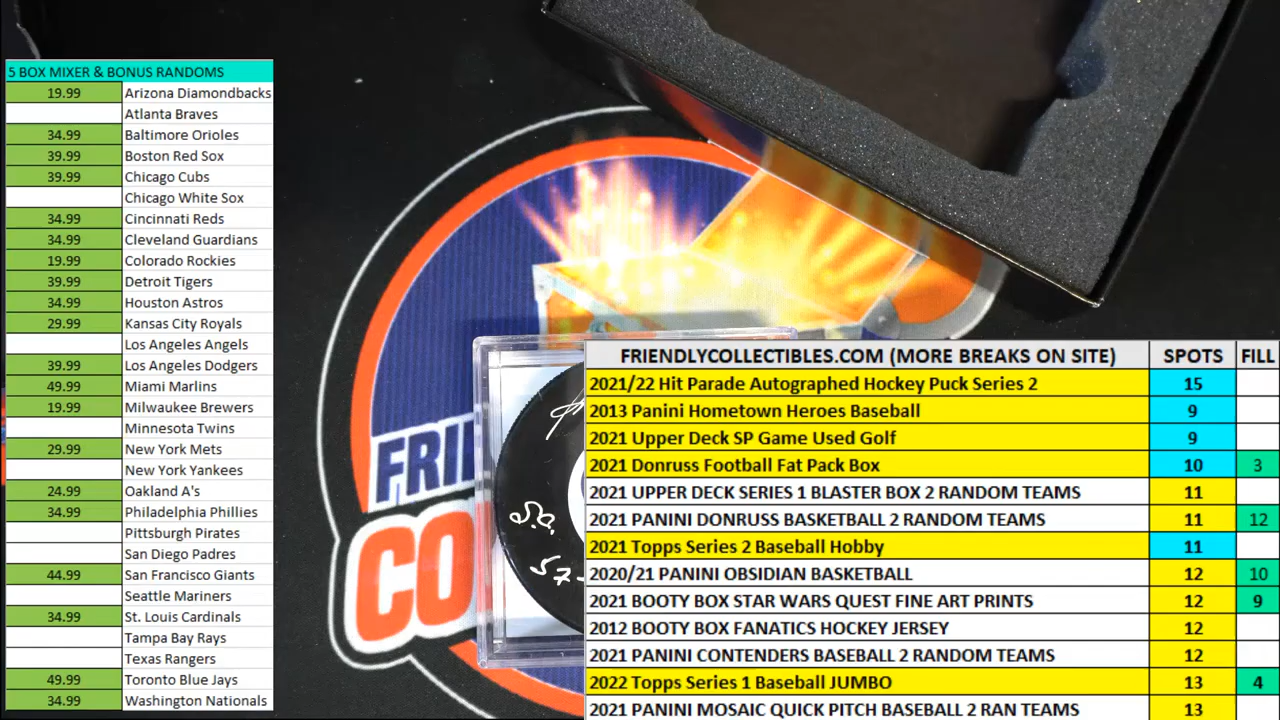 5 BOX MIXER & BONUS RANDOMS
19.99 Arizona Diamondbacks
Atlanta Braves
34.99 Baltimore Orioles
39.99 Boston Red Sox
39.99 Chicago Cubs
Chicago White Sox
34.99 Cincinnati Reds
34.99 Cleveland Guardians
19.99 Colorado Rockies
39.99 Detroit Tigers
34.99 Houston Astros
29.99 Kansas City Royals
Los Angeles Angels
39.99 Los Angeles Dodgers
49.99 Miami Marlins
19.99 Milwaukee Brewers
Minnesota Twins
29.99 New York Mets
New York Yankees
24.99 Oakland A's
34.99 Philadelphia Phillies
Pittsburgh Pirates
San Diego Padres
44.99 San Francisco Giants
Seattle Mariners
34.99 St. Louis Cardinals
Tampa Bay Rays
Texas Rangers
49.99 Toronto Blue Jays
34.99 Washington Nationals
FRI
CO
57-
FRIENDLYCOLLECTIBLES.COM (MORE BREAKS ON SITE) SPOTS FILL
2021/22 Hit Parade Autographed Hockey Puck Series 2 15
2013 Panini Hometown Heroes Baseball 9
2021 Upper Deck SP Game Used Golf 9
2021 Donruss Football Fat Pack Box 10 3
2021 UPPER DECK SERIES 1 BLASTER BOX 2 RANDOM TEAMS 11
2021 PANINI DONRUSS BASKETBALL 2 RANDOM TEAMS 11 12
2021 Topps Series 2 Baseball Hobby 11
2020/21 PANINI OBSIDIAN BASKETBALL 12 10
2021 BOOTY BOX STAR WARS QUEST FINE ART PRINTS 12 9
2012 BOOTY BOX FANATICS HOCKEY JERSEY 12
2021 PANINI CONTENDERS BASEBALL 2 RANDOM TEAMS 12
2022 Topps Series 1 Baseball JUMBO 13 4
2021 PANINI MOSAIC QUICK PITCH BASEBALL 2 RAN TEAMS 13